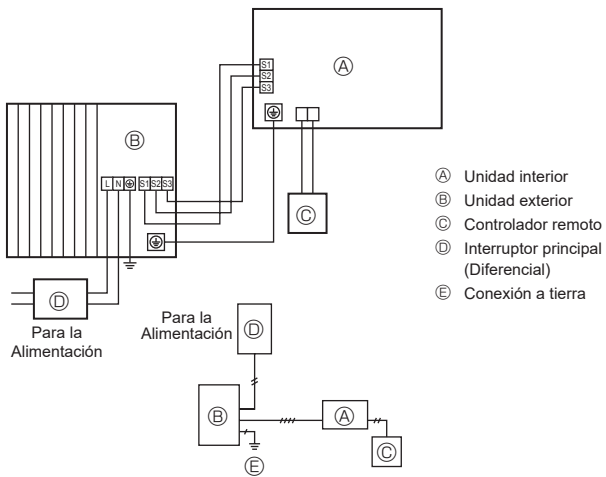 S1
S2
S3
Ⓐ
Ⓑ
L N S1 S2 S3
Ⓒ
Ⓓ
Para la
Alimentación
Ⓐ Unidad interior
Ⓑ Unidad exterior
Ⓒ Controlador remoto
Ⓓ Interruptor principal
(Diferencial)
Ⓔ Conexión a tierra
Para la
Alimentación
Ⓓ
Ⓑ
Ⓐ
Ⓒ
Ⓔ